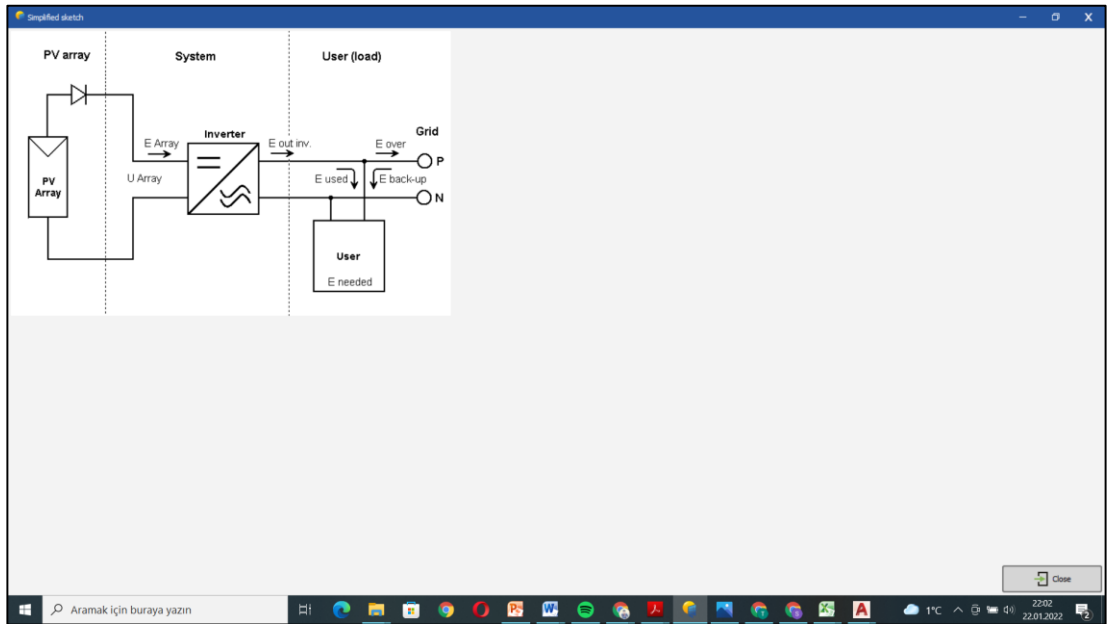 Simplified sketch
PV array
System
User (load)
Inverter
Grid
E Array
E out inv.
E over
P
PV
Array
U Array
E used
E back-up
N
User
E needed
Close
Aramak için buraya yazın
1°C
22:02
22.01.2022
2